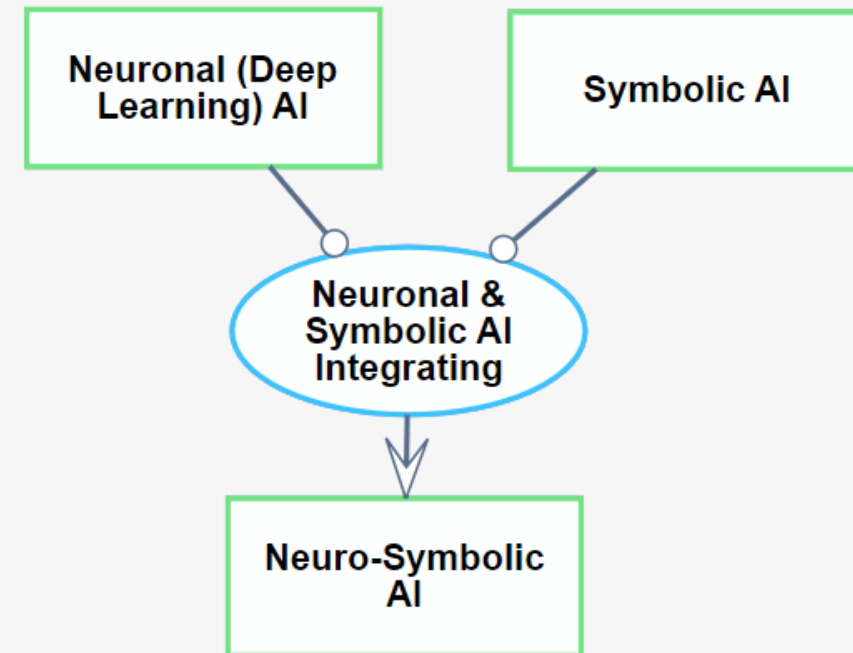 Neuronal (Deep
Learning) AI
Symbolic AI
Neuronal &
Symbolic AI
Integrating
Neuro-Symbolic
AI